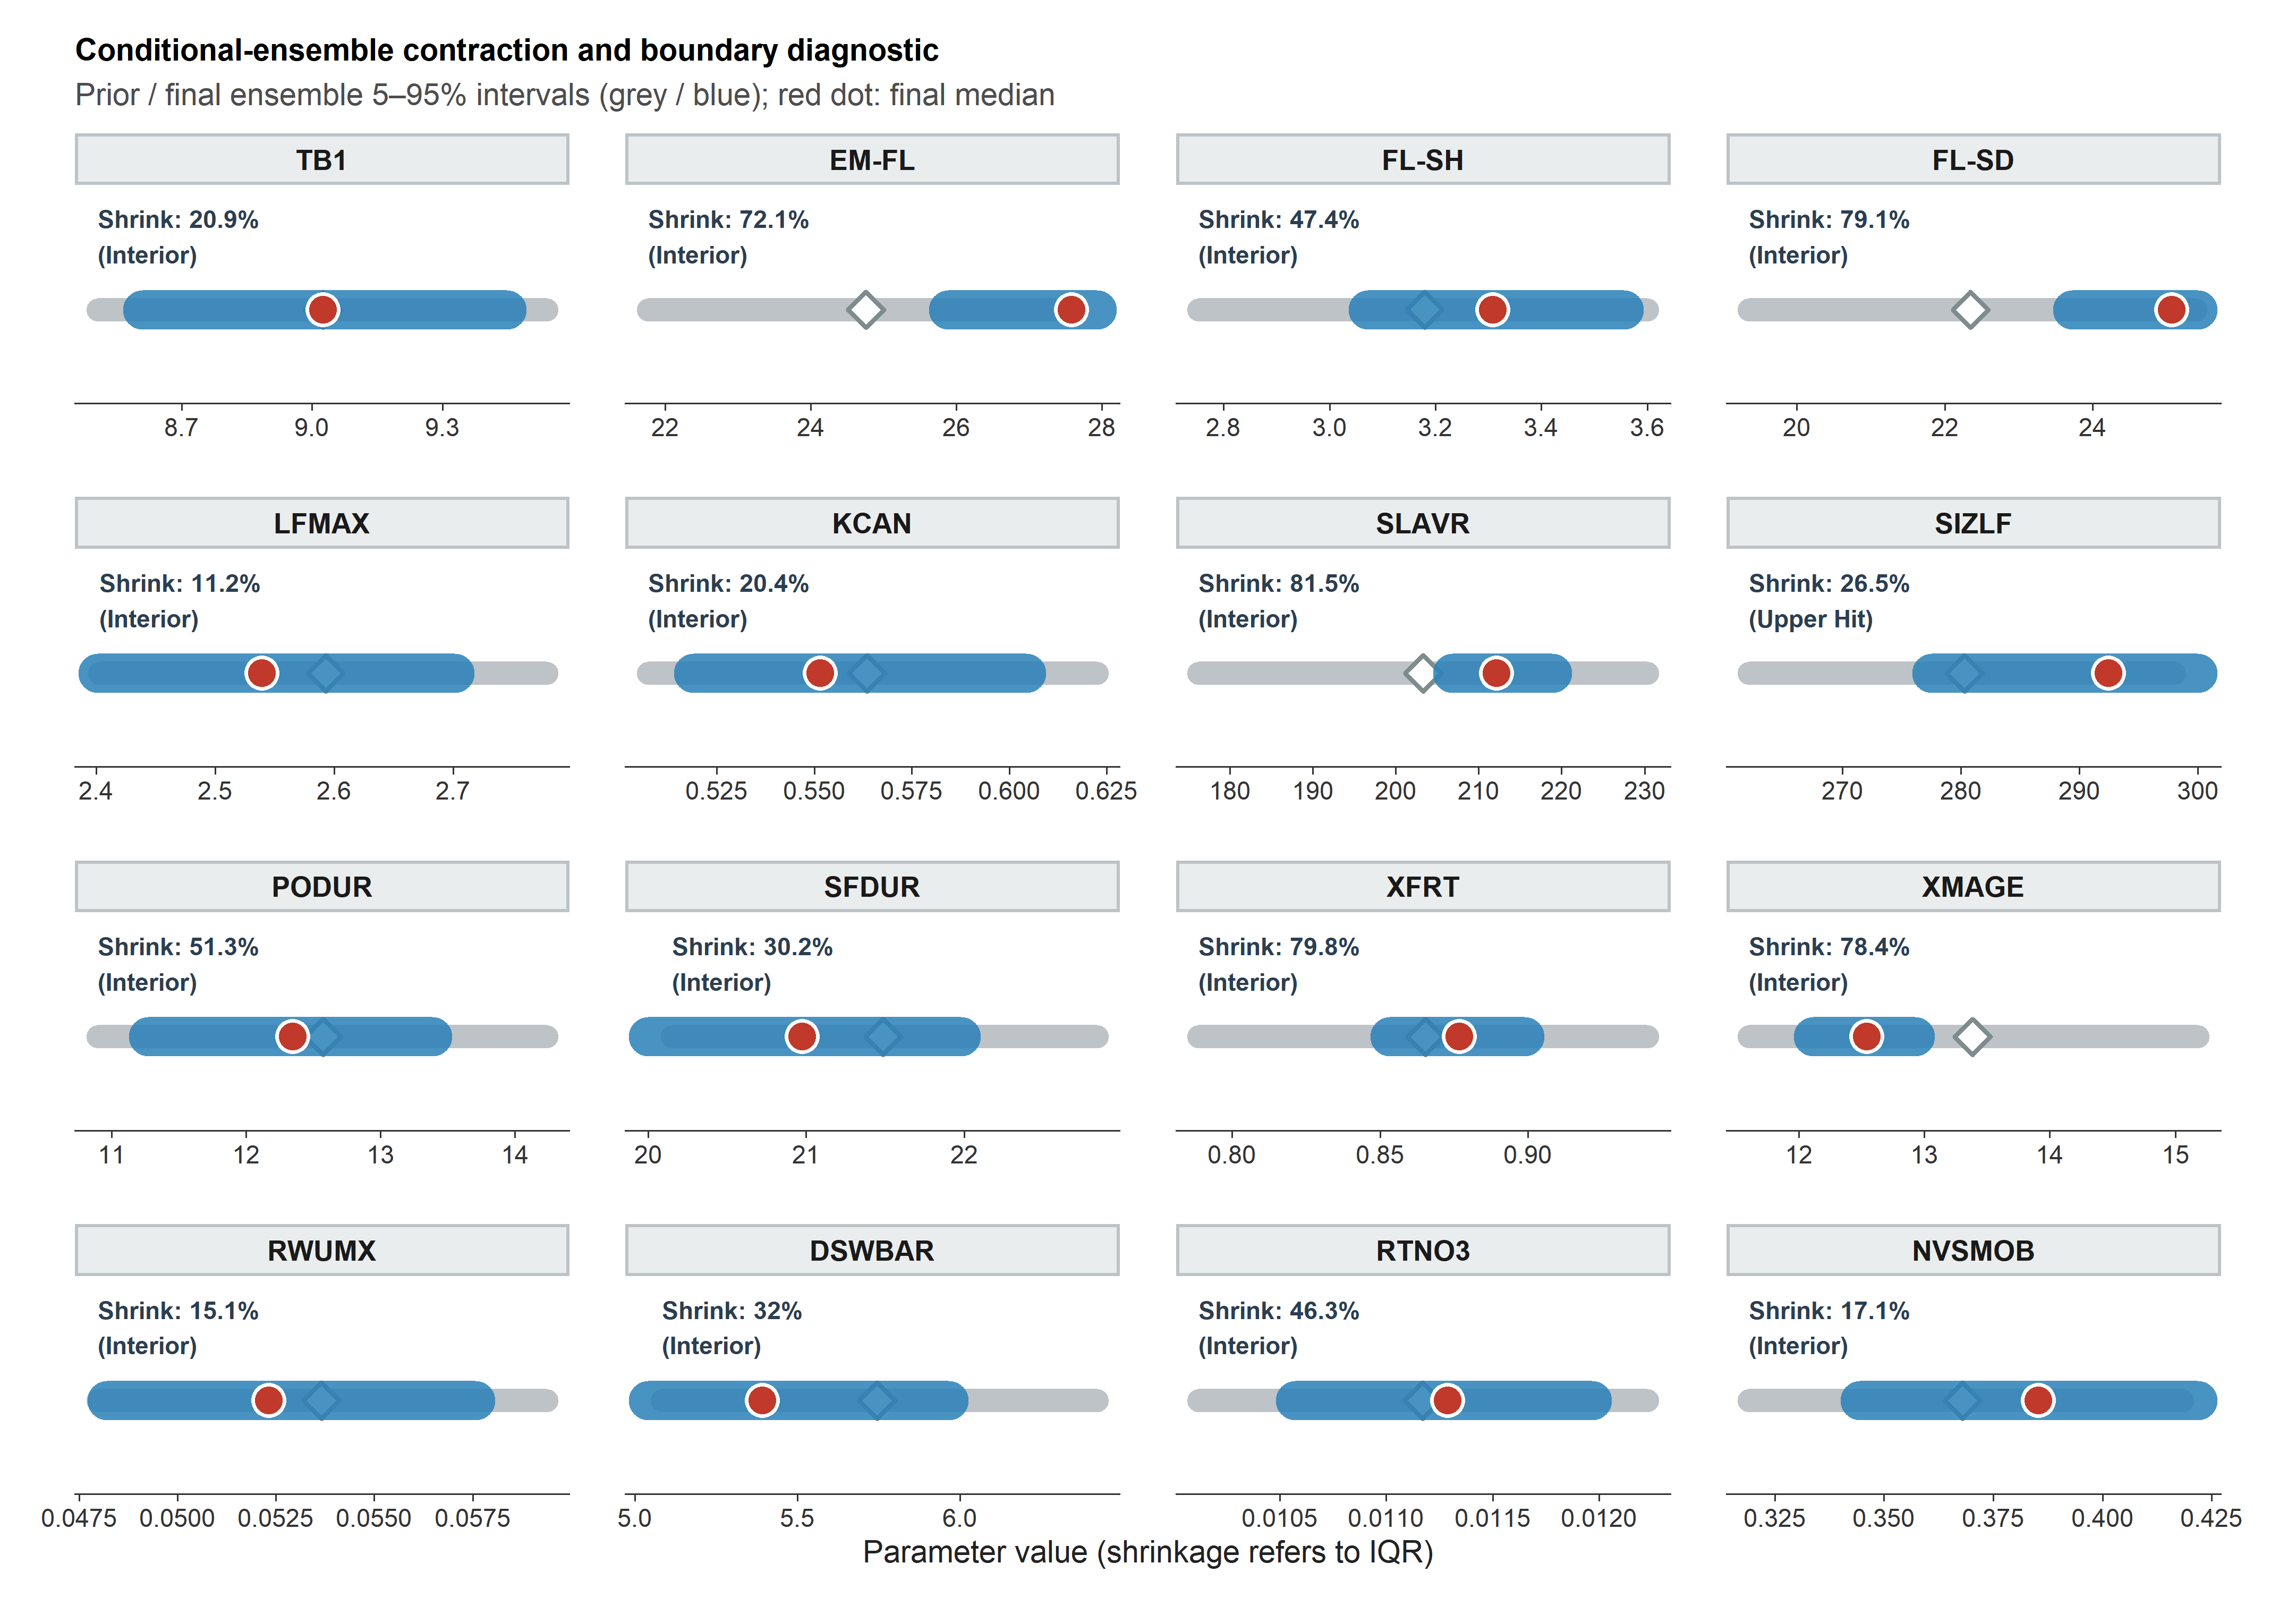 Conditional-ensemble contraction and boundary diagnostic
Prior / final ensemble 5–95% intervals (grey / blue); red dot: final median
TB1
Shrink: 20.9%
(Interior)
8.7 9.0 9.3
EM-FL
Shrink: 72.1%
(Interior)
22 24 26 28
FL-SH
Shrink: 47.4%
(Interior)
2.8 3.0 3.2 3.4 3.6
FL-SD
Shrink: 79.1%
(Interior)
20 22 24
LFMAX
Shrink: 11.2%
(Interior)
2.4 2.5 2.6 2.7
KCAN
Shrink: 20.4%
(Interior)
0.525 0.550 0.575 0.600 0.625
SLAVR
Shrink: 81.5%
(Interior)
180 190 200 210 220 230
SIZLF
Shrink: 26.5%
(Upper Hit)
270 280 290 300
PODUR
Shrink: 51.3%
(Interior)
11 12 13 14
SFDUR
Shrink: 30.2%
(Interior)
20 21 22
XFRT
Shrink: 79.8%
(Interior)
0.80 0.85 0.90
XMAGE
Shrink: 78.4%
(Interior)
12 13 14 15
RWUMX
Shrink: 15.1%
(Interior)
0.0475 0.0500 0.0525 0.0550 0.0575
DSWBAR
Shrink: 32%
(Interior)
5.0 5.5 6.0
RTNO3
Shrink: 46.3%
(Interior)
0.0105 0.0110 0.0115 0.0120
NVSMOB
Shrink: 17.1%
(Interior)
0.325 0.350 0.375 0.400 0.425
Parameter value (shrinkage refers to IQR)